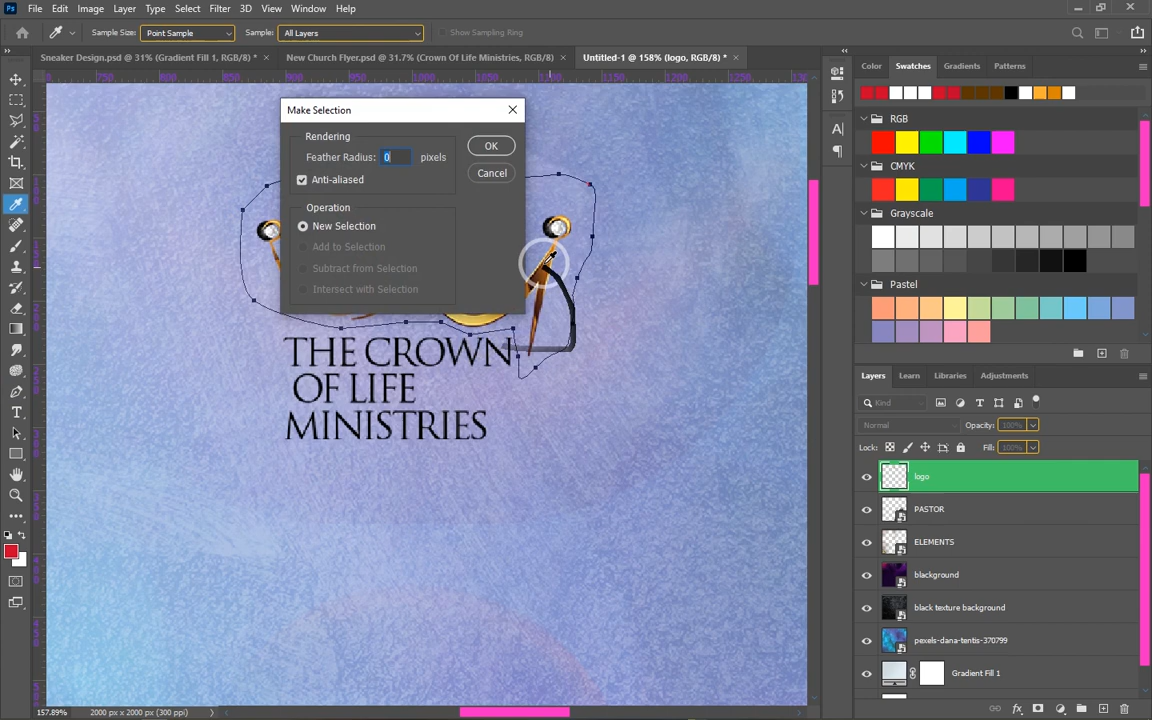 File Edit Image Layer Type Select Filter 3D View Window Help
Sample Size: Point Sample Sample: All Layers Show Sampling Ring
Sneaker Design.psd @ 31% (Gradient Fill 1, RGB/8) *
New Church Flyer.psd @ 31.7% (Crown Of Life Ministries, RGB/8)
Untitled-1 @ 158% (logo, RGB/8) *
Make Selection
Rendering
Feather Radius: 0 pixels
Anti-aliased
OK
Cancel
Operation
New Selection
Add to Selection
Subtract from Selection
Intersect with Selection
THE CROWN
OF LIFE
MINISTRIES
Color Swatches Gradients Patterns
RGB
CMYK
Grayscale
Pastel
Layers Learn Libraries Adjustments
Kind
Normal Opacity: 100%
Lock: Fill: 100%
logo
PASTOR
ELEMENTS
blackground
black texture background
pexels-dana-tentis-370799
Gradient Fill 1
157.89% 2000 px x 2000 px (300 ppi)